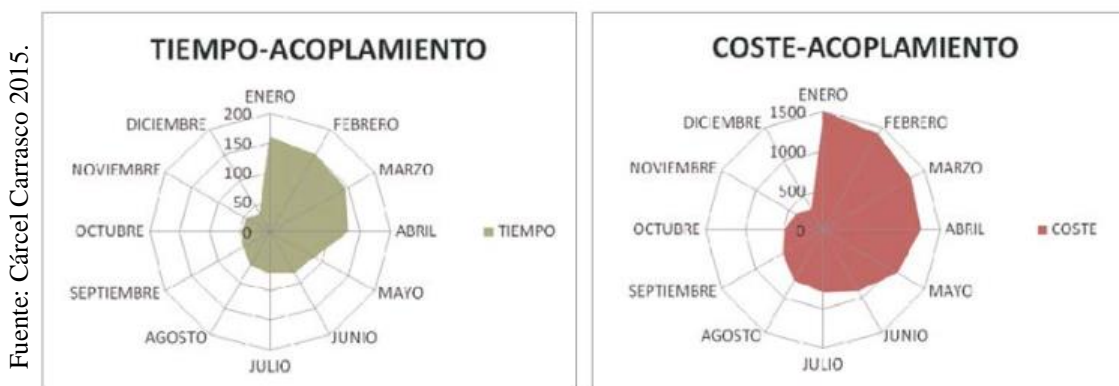 Fuente: Cárcel Carrasco 2015.
TIEMPO-ACOPLAMIENTO
ENERO
FEBRERO
MARZO
ABRIL
MAYO
JUNIO
JULIO
AGOSTO
SEPTIEMBRE
OCTUBRE
NOVIEMBRE
DICIEMBRE
200
150
100
50
0
TIEMPO
COSTE-ACOPLAMIENTO
ENERO
FEBRERO
MARZO
ABRIL
MAYO
JUNIO
JULIO
AGOSTO
SEPTIEMBRE
OCTUBRE
NOVIEMBRE
DICIEMBRE
1500
1000
500
0
COSTE